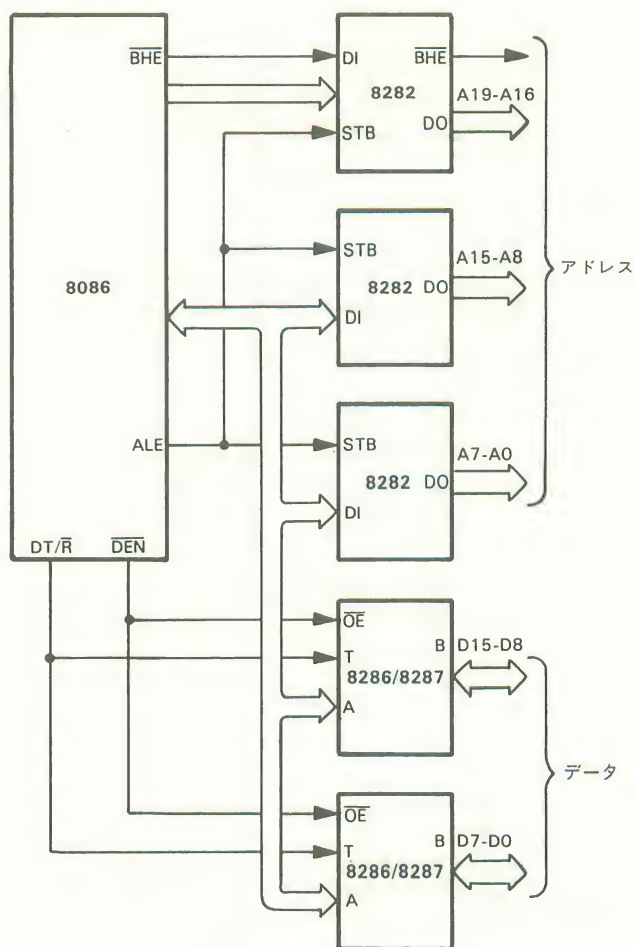 8086
BHE
ALE
DT/R
DEN
DI
8282
STB
BHE
DO
A19-A16
STB
8282
DI
DO
A15-A8
STB
8282
DI
DO
A7-A0
アドレス
OE
T
8286/8287
A
B
D15-D8
OE
T
8286/8287
A
B
D7-D0
データ